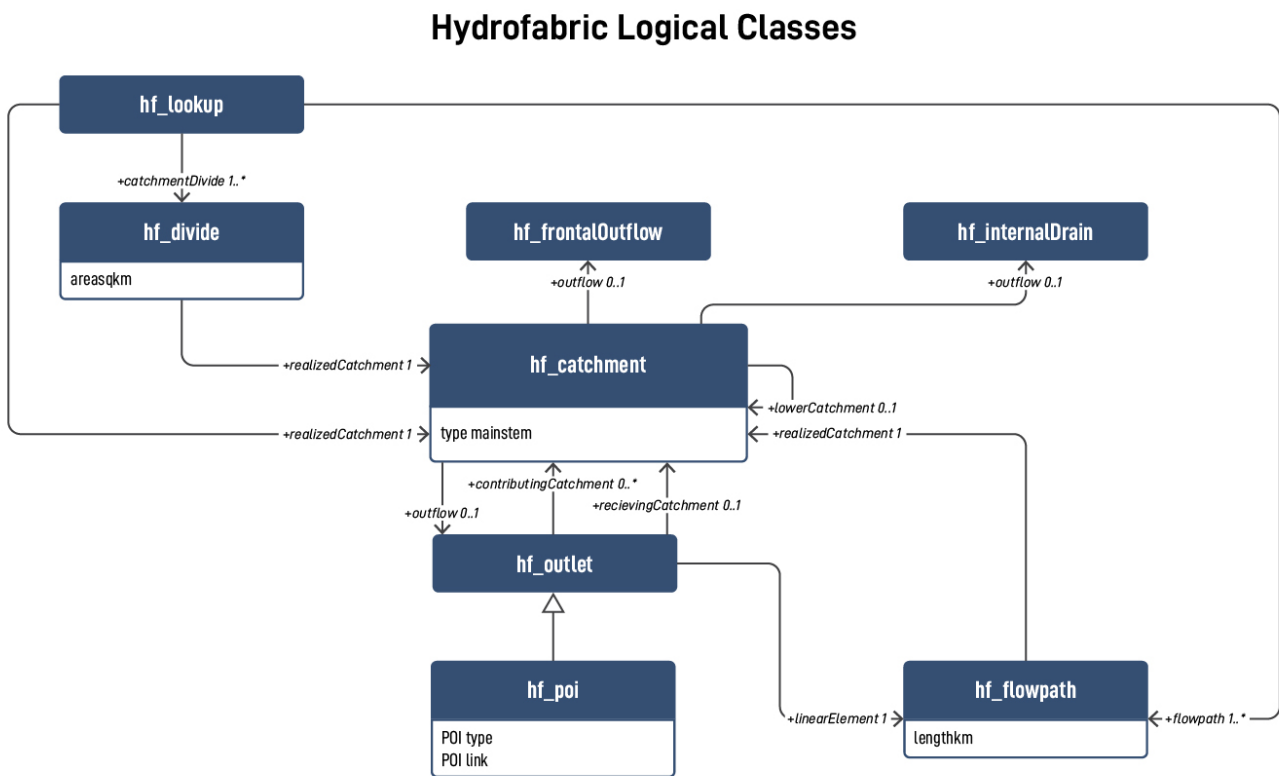 Hydrofabric Logical Classes
hf_lookup
+catchmentDivide 1..*
hf_divide
areasqkm
hf_frontalOutflow
hf_internalDrain
+outflow 0..1
+outflow 0..1
hf_catchment
+realizedCatchment 1
+lowerCatchment 0..1
type mainstem
+realizedCatchment 1
+realizedCatchment 1
+contributingCatchment 0..*
+recievingCatchment 0..1
+outflow 0..1
hf_outlet
hf_poi
POI type
POI link
hf_flowpath
+linearElement 1
+flowpath 1..*
lengthkm